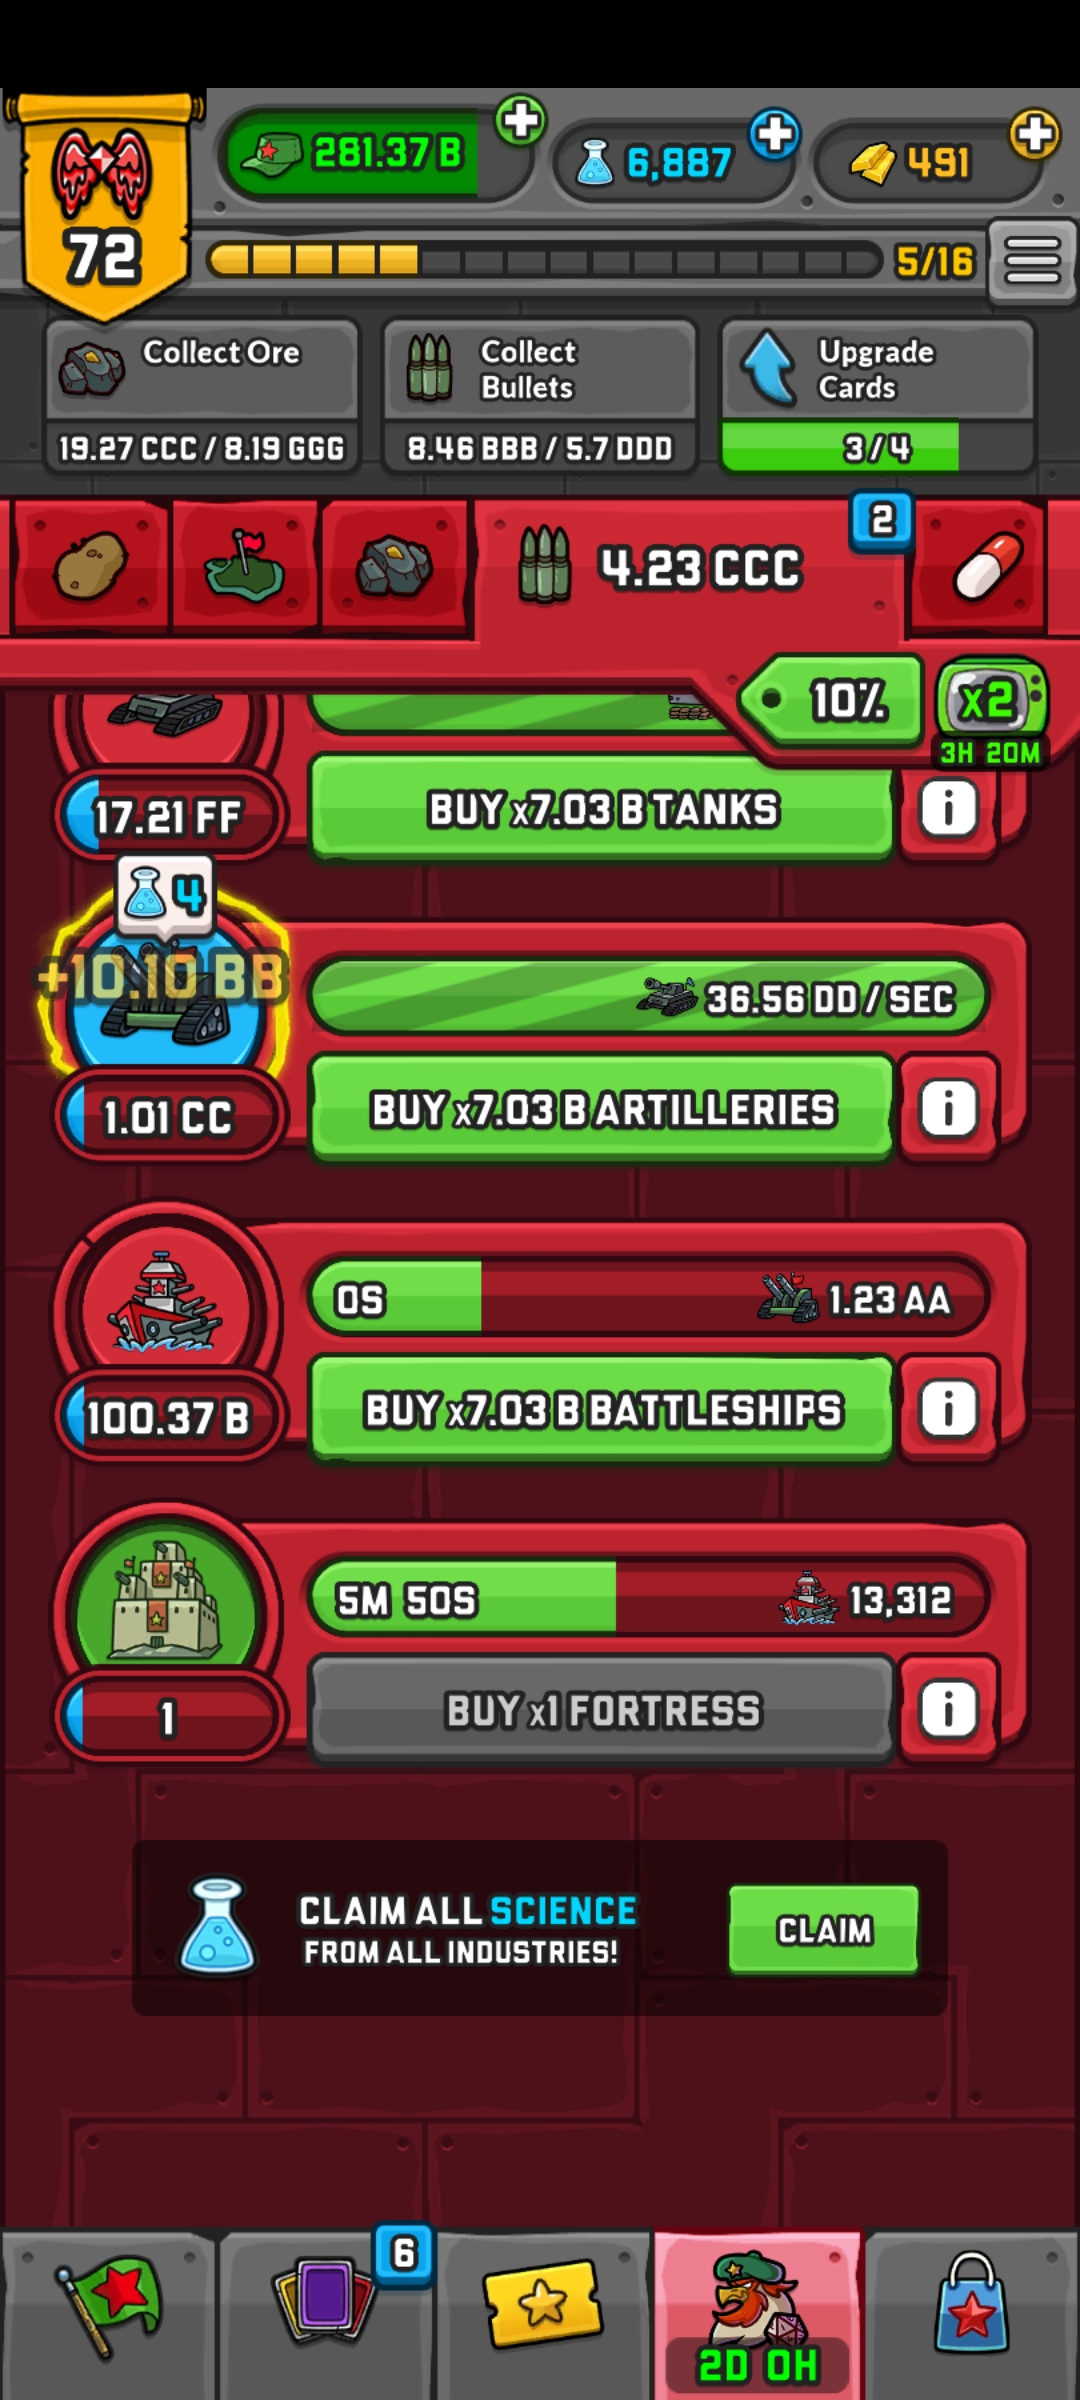 281.37 B
6,887
491
72
5/16
Collect Ore
19.27 CCC / 8.19 GGG
Collect
Bullets
8.46 BBB / 5.7 DDD
Upgrade
Cards
3/4
2
4.23 CCC
10%
x2
3H 20M
17.21 FF
BUY x7.03 B TANKS
i
4
+10.10 BB
36.56 DD / SEC
1.01 CC
BUY x7.03 B ARTILLERIES
i
0S
1.23 AA
100.37 B
BUY x7.03 B BATTLESHIPS
i
5M 50S
13,312
1
BUY x1 FORTRESS
i
CLAIM ALL SCIENCE
FROM ALL INDUSTRIES!
CLAIM
6
2D 0H